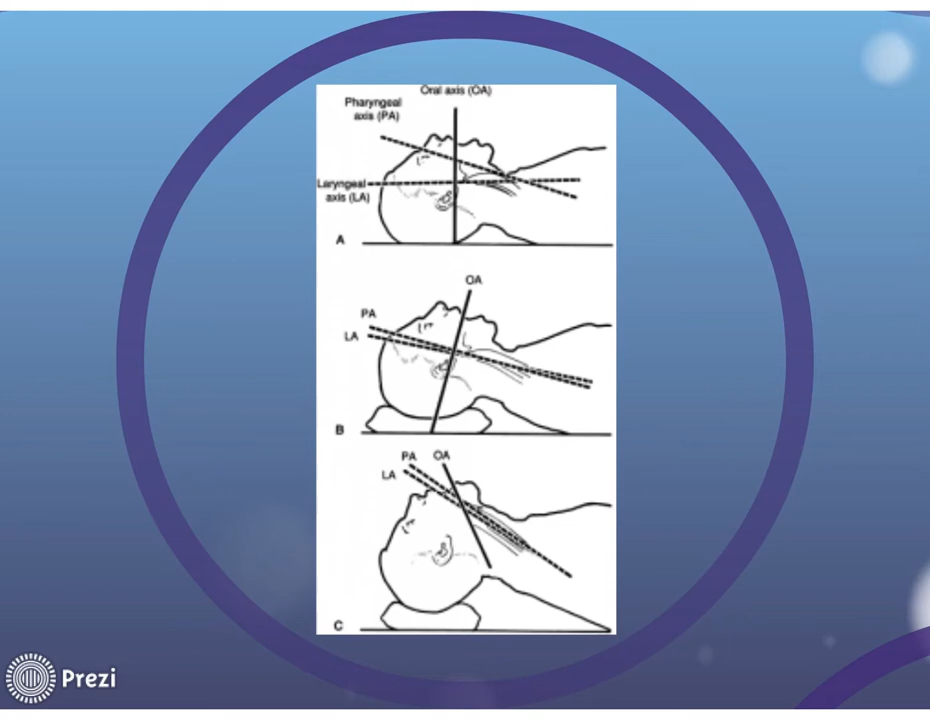 Oral axis (OA)
Pharyngeal
axis (PA)
Laryngeal
axis (LA)
A
OA
PA
LA
B
PA OA
LA
C
Prezi